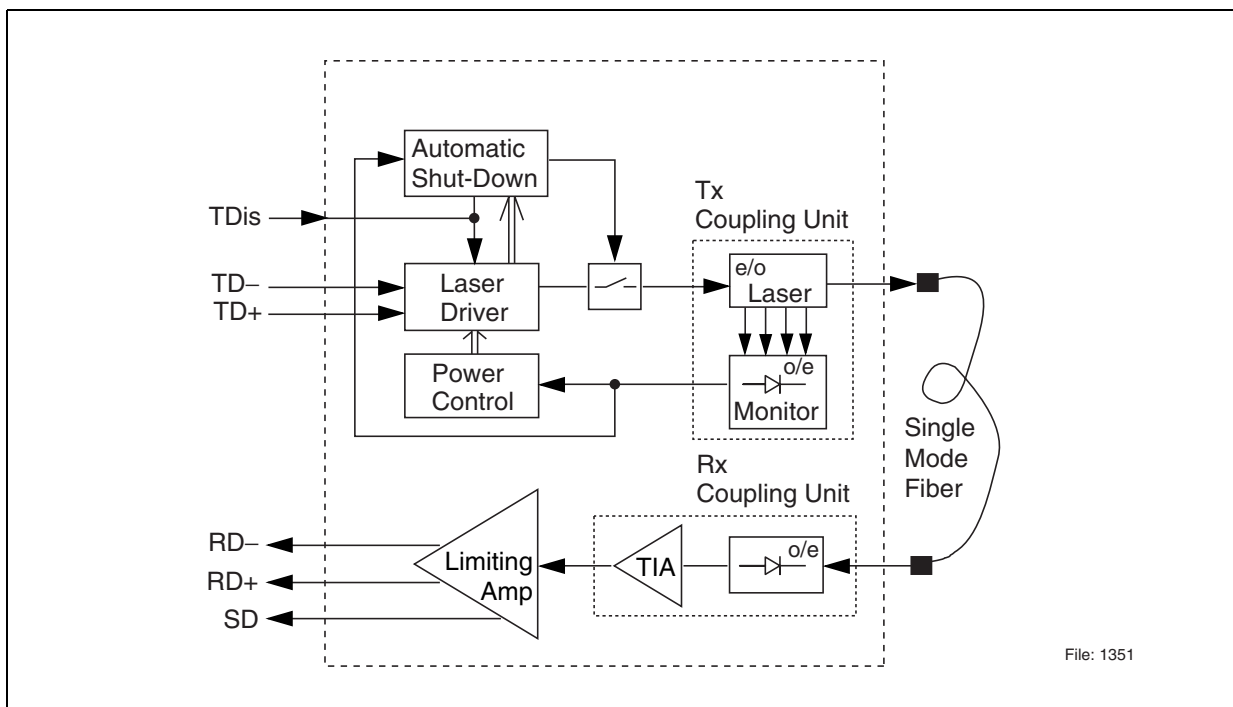 Automatic
Shut-Down
TDis
TD–
TD+
Laser
Driver
Power
Control
Tx
Coupling Unit
e/o
Laser
o/e
Monitor
Single
Mode
Fiber
Rx
Coupling Unit
RD–
RD+
SD
Limiting
Amp
TIA
o/e
File: 1351